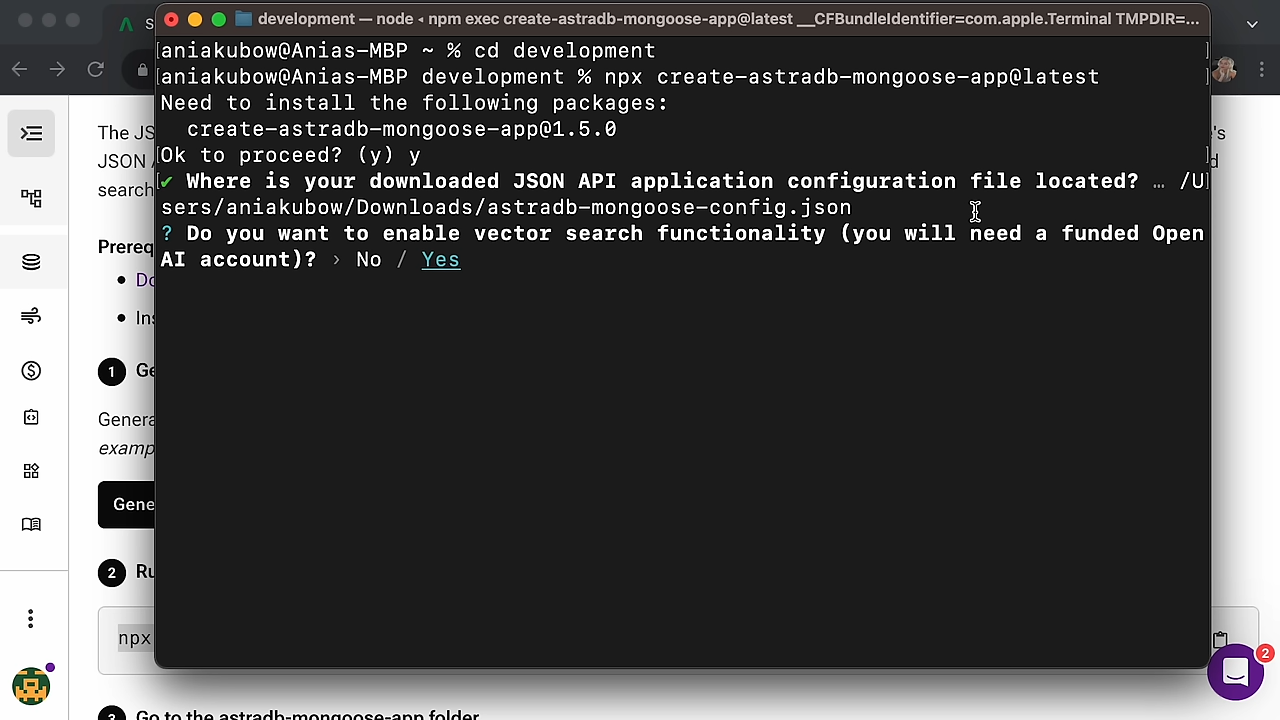 S
development — node ◂ npm exec create-astradb-mongoose-app@latest __CFBundleIdentifier=com.apple.Terminal TMPDIR=...
[aniakubow@Anias-MBP ~ % cd development ]
[aniakubow@Anias-MBP development % npx create-astradb-mongoose-app@latest ]
Need to install the following packages:
create-astradb-mongoose-app@1.5.0
[Ok to proceed? (y) y ]
[✔ Where is your downloaded JSON API application configuration file located? … /U]
sers/aniakubow/Downloads/astradb-mongoose-config.json
? Do you want to enable vector search functionality (you will need a funded Open
AI account)? › No / Yes
The JS
's
JSON
d
search
Prereq
• Do
• Ins
1 Ge
Genera
examp
Gene
2 Ru
npx
2
3 Go to the astradb-mongoose-app folder